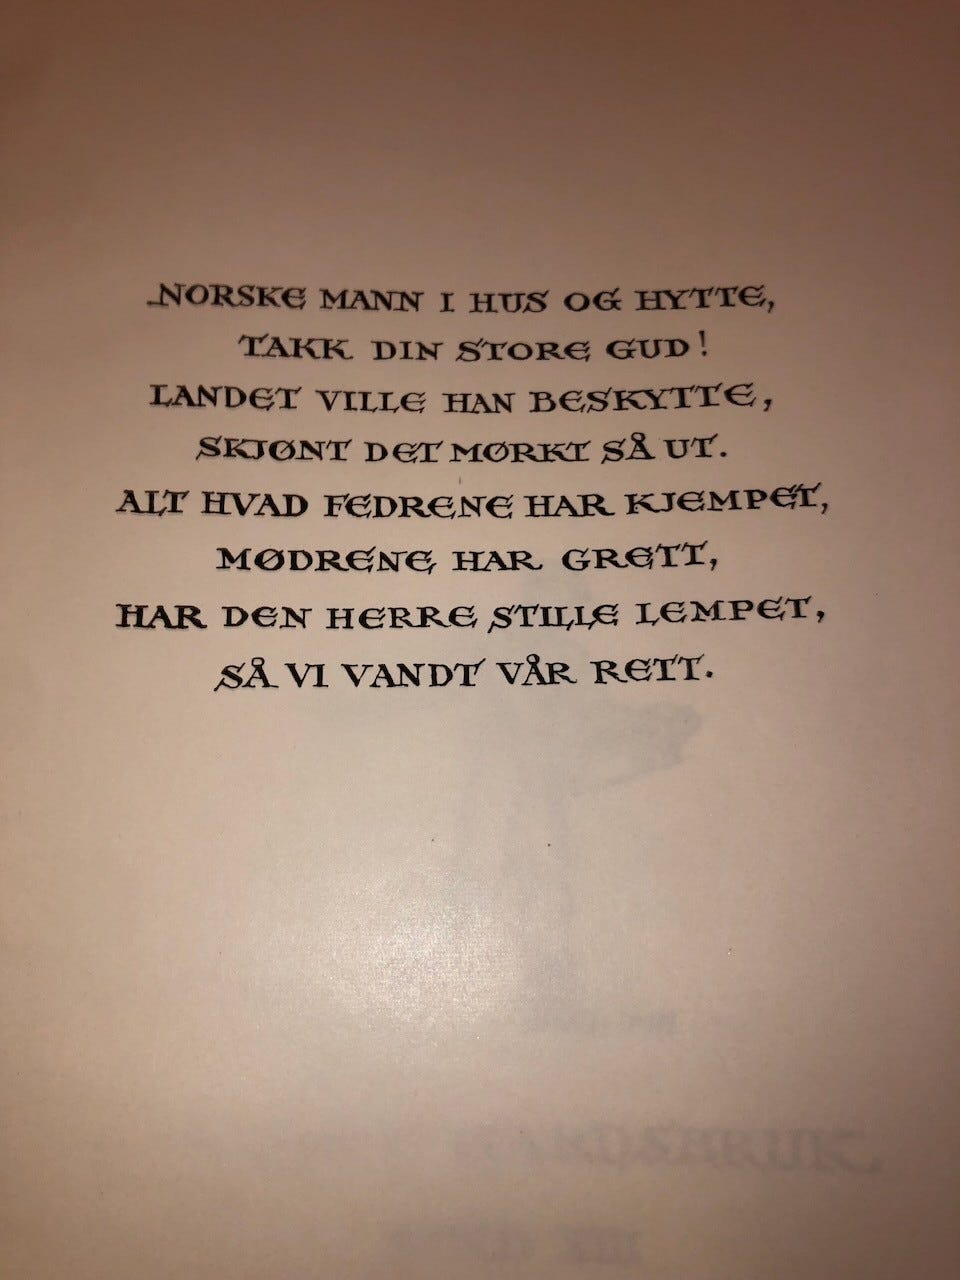 NORSKE MANN I HUS OG HYTTE,
TAKK DIN STORE GUD!
LANDET VILLE HAN BESKYTTE,
SKJØNT DET MØRKT SÅ UT.
ALT HVAD FEDRENE HAR KJEMPET,
MØDRENE HAR GRETT,
HAR DEN HERRE STILLE LEMPET,
SÅ VI VANDT VÅR RETT.